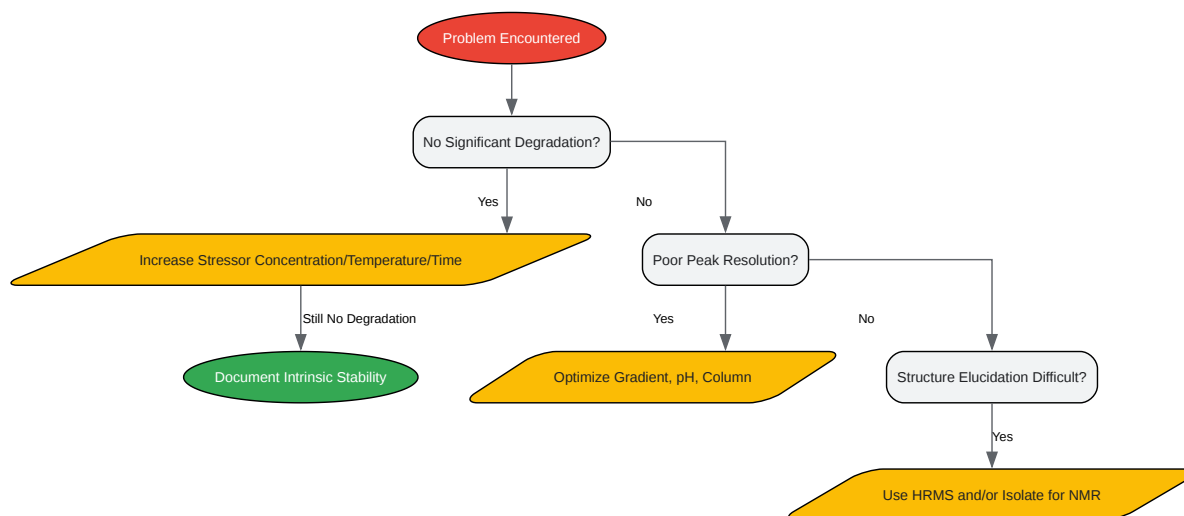 Problem Encountered
No Significant Degradation?
Yes
No
Increase Stressor Concentration/Temperature/Time
Poor Peak Resolution?
Still No Degradation
Yes
No
Document Intrinsic Stability
Optimize Gradient, pH, Column
Structure Elucidation Difficult?
Yes
Use HRMS and/or Isolate for NMR